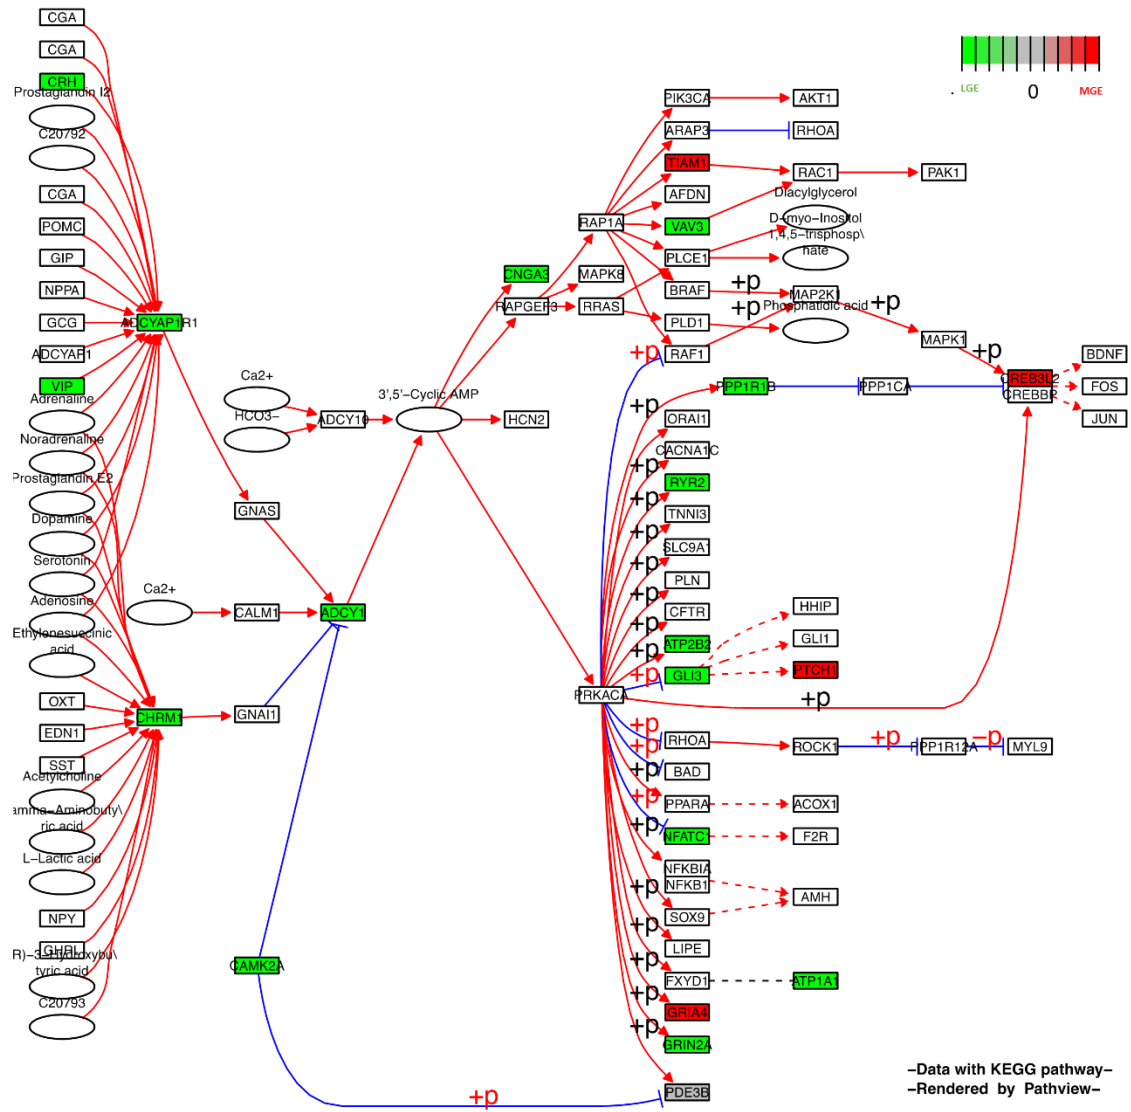 CGA
CGA
CRH
Prostaglandin I2
C20792
CGA
POMC
GIP
NPPA
GCG
ADCYAP1
VIP
Adrenaline
Noradrenaline
Prostaglandin E2
Dopamine
Serotonin
Adenosine
Ethylenesuccinic
acid
OXT
EDN1
SST
Acetylcholine
amma−Aminobuty\
ric acid
L−Lactic acid
NPY
GHRL
R)−3−Hydroxybu\
tyric acid
C20793
ADCYAP1R1
CHRM1
Ca2+
HCO3−
ADCY10
GNAS
Ca2+
CALM1
ADCY1
GNAI1
CAMK2A
+p
3',5'−Cyclic AMP
HCN2
CNGA3
RAPGEF3
MAPK8
RRAS
RAP1A
PRKACA
PIK3CA
AKT1
ARAP3
RHOA
TIAM1
RAC1
PAK1
AFDN
VAV3
Diacylglycerol
D−myo−Inositol
1,4,5−trisphosp\
hate
PLCE1
BRAF
+p
MAP2K1
+p
PLD1
+p
Phosphatidic acid
RAF1
+p
MAPK1
+p
PPP1R1B
PPP1CA
CREB3L2
CREBBP
BDNF
FOS
JUN
+p
ORAI1
+p
CACNA1C
+p
RYR2
+p
TNNI3
+p
SLC9A1
+p
PLN
+p
CFTR
+p
ATP2B2
+p
GLI3
+p
HHIP
GLI1
PTCH1
+p
+p
+p
RHOA
ROCK1
+p
PPP1R12A
−p
MYL9
+p
BAD
+p
PPARA
ACOX1
+p
NFATC1
F2R
NFKBIA
NFKB1
AMH
+p
SOX9
+p
LIPE
+p
FXYD1
ATP1A1
+p
GRIA4
+p
GRIN2A
PDE3B
LGE
0
MGE
−Data with KEGG pathway−
−Rendered by Pathview−